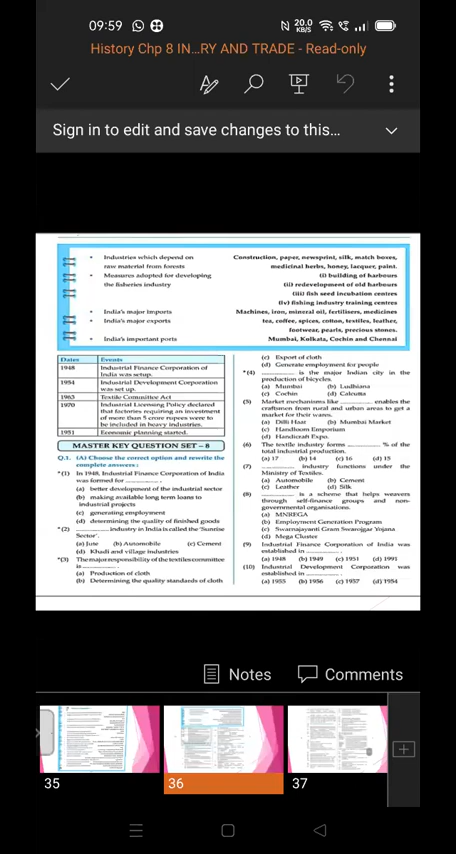 09:59
20.0
KB/S
History Chp 8 IN...RY AND TRADE - Read-only
Sign in to edit and save changes to this...
• Industries which depend on
raw material from forests
Construction, paper, newsprint, silk, match boxes,
medicinal herbs, honey, lacquer, paint.
• Measures adopted for developing
the fisheries industry
(i) building of harbours
(ii) redevelopment of old harbours
(iii) fish seed incubation centres
(iv) fishing industry training centres
• India's major imports
Machines, iron, mineral oil, fertilisers, medicines
• India's major exports
tea, coffee, spices, cotton, textiles, leather,
footwear, pearls, precious stones.
• India's important ports
Mumbai, Kolkata, Cochin and Chennai
Dates Events
1948 Industrial Finance Corporation of
India was setup.
1954 Industrial Development Corporation
was set up.
1963 Textile Committee Act
1970 Industrial Licensing Policy declared
that factories requiring an investment
of more than 5 crore rupees were to
be included in heavy industries.
1951 Economic planning started.
MASTER KEY QUESTION SET - 8
Q.1. (A) Choose the correct option and rewrite the
complete answers :
*(1) In 1948, Industrial Finance Corporation of India
was formed for ............ .
(a) better development of the industrial sector
(b) making available long term loans to
industrial projects
(c) generating employment
(d) determining the quality of finished goods
*(2) ............ industry in India is called the 'Sunrise
Sector'.
(a) Jute (b) Automobile (c) Cement
(d) Khadi and village industries
*(3) The major responsibility of the textiles committee
is ............ .
(a) Production of cloth
(b) Determining the quality standards of cloth
(c) Export of cloth
(d) Generate employment for people
*(4) ............ is the major Indian city in the
production of bicycles.
(a) Mumbai (b) Ludhiana
(c) Cochin (d) Calcutta
(5) Market mechanisms like ............ enables the
craftsmen from rural and urban areas to get a
market for their wares.
(a) Dilli Haat (b) Mumbai Market
(c) Handloom Emporium
(d) Handicraft Expo.
(6) The textile industry forms ............ % of the
total industrial production.
(a) 17 (b) 14 (c) 16 (d) 15
(7) ............ industry functions under the
Ministry of Textiles.
(a) Automobile (b) Cement
(c) Leather (d) Silk
(8) ............ is a scheme that helps weavers
through self-finance groups and non-
governmental organisations.
(a) MNREGA
(b) Employment Generation Program
(c) Swarnajayanti Gram Swarojgar Yojana
(d) Mega Cluster
(9) Industrial Finance Corporation of India was
established in ............ .
(a) 1948 (b) 1949 (c) 1951 (d) 1991
(10) Industrial Development Corporation was
established in ............ .
(a) 1955 (b) 1956 (c) 1957 (d) 1954
Notes
Comments
35
36
37